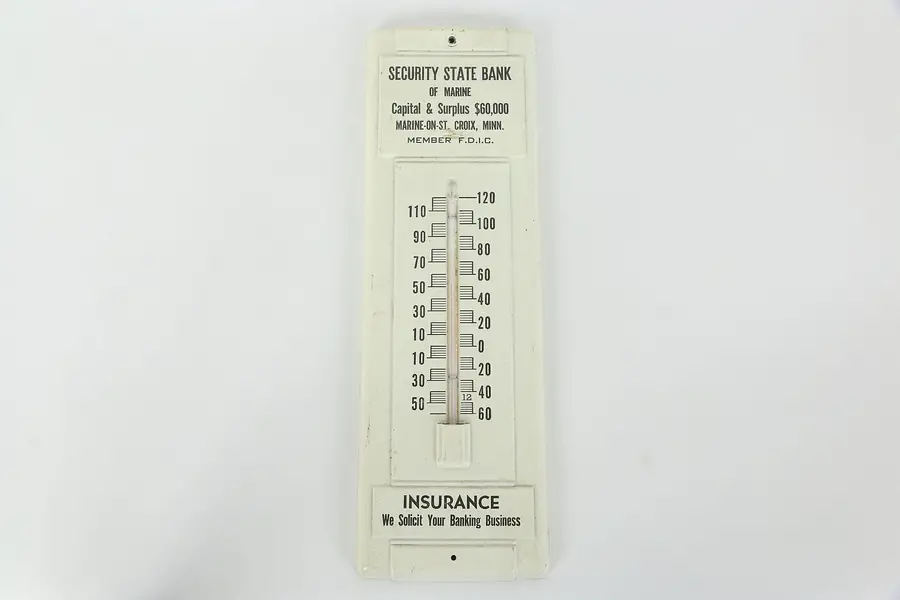 SECURITY STATE BANK
OF MARINE
Capital & Surplus $60,000
MARINE-ON-ST. CROIX, MINN.
MEMBER F.D.I.C.
120
110
100
90
80
70
60
50
40
30
20
10
0
10
20
30
40
50
12
60
INSURANCE
We Solicit Your Banking Business